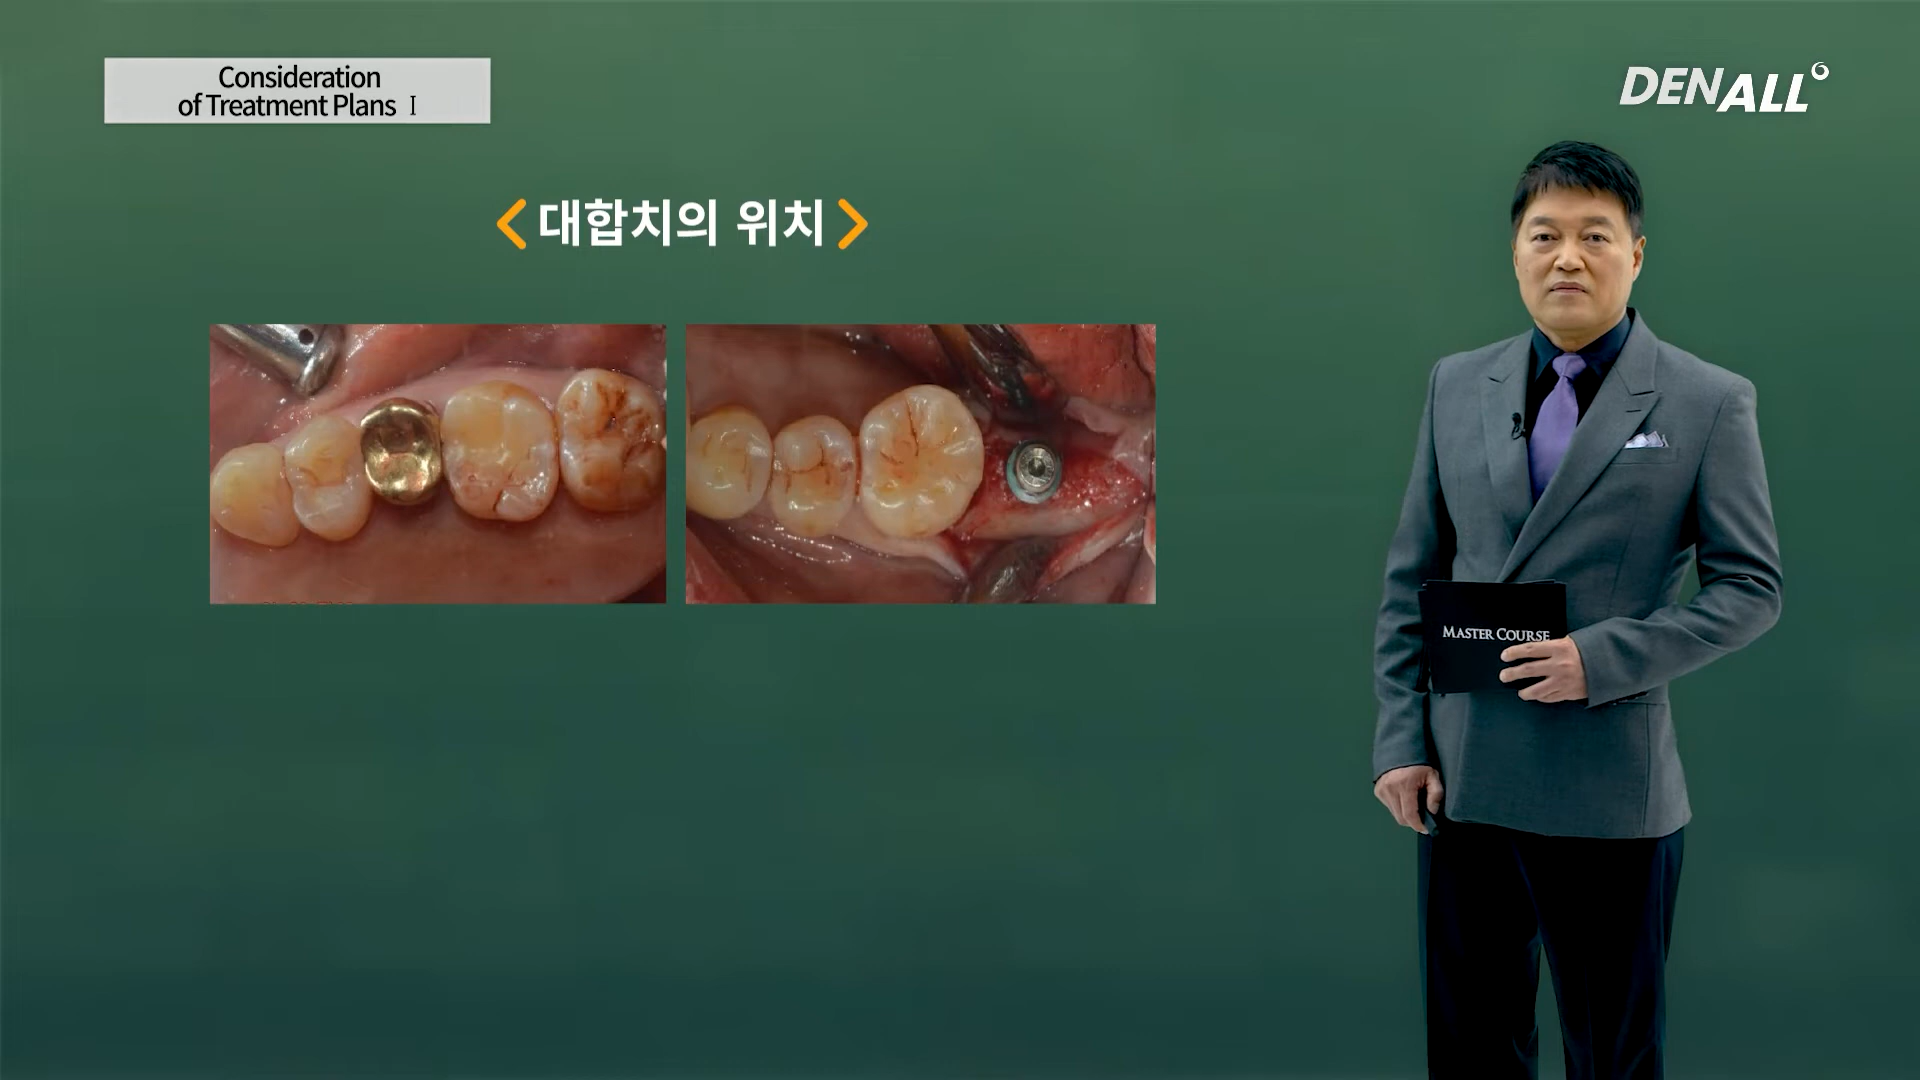 Consideration
of Treatment Plans Ⅰ
DENALL
<대합치의 위치>
MASTER COURSE